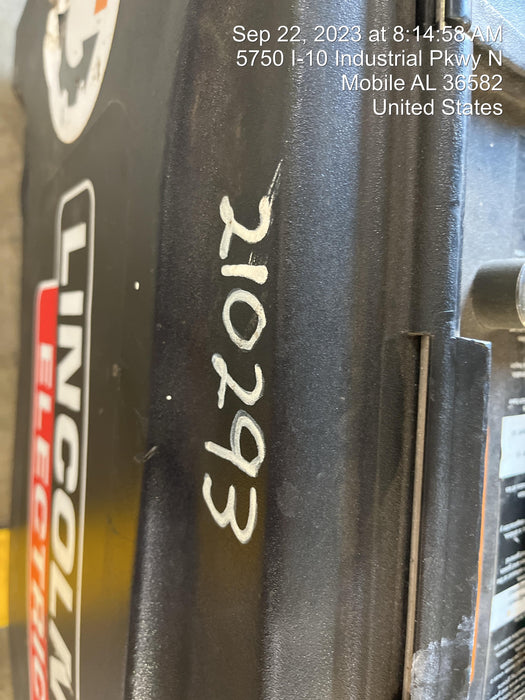 Sep 22, 2023 at 8:14:58 AM
5750 I-10 Industrial Pkwy N
Mobile AL 36582
United States
210293
LINCOLN
ELECTRIC